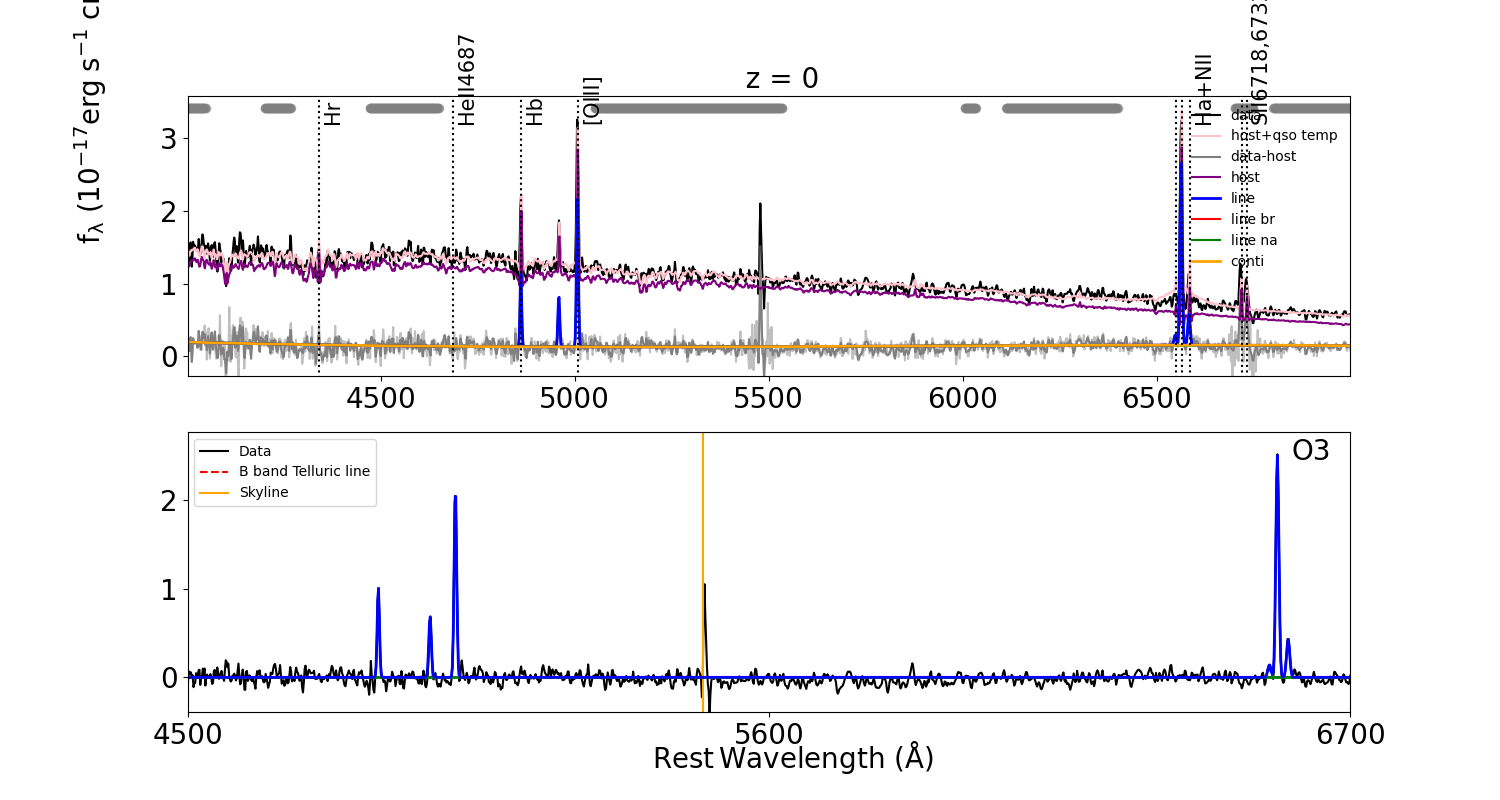 z = 0
f_λ (10^−17 erg s^−1
Hr
HeII4687
Hb
[OIII]
Ha+NII
data
host+qso temp
data-host
host
line
line br
line na
conti
3
2
1
0
4500 5000 5500 6000 6500
Data
B band Telluric line
Skyline
O3
2
1
0
4500 5600 6700
Rest Wavelength (Å)